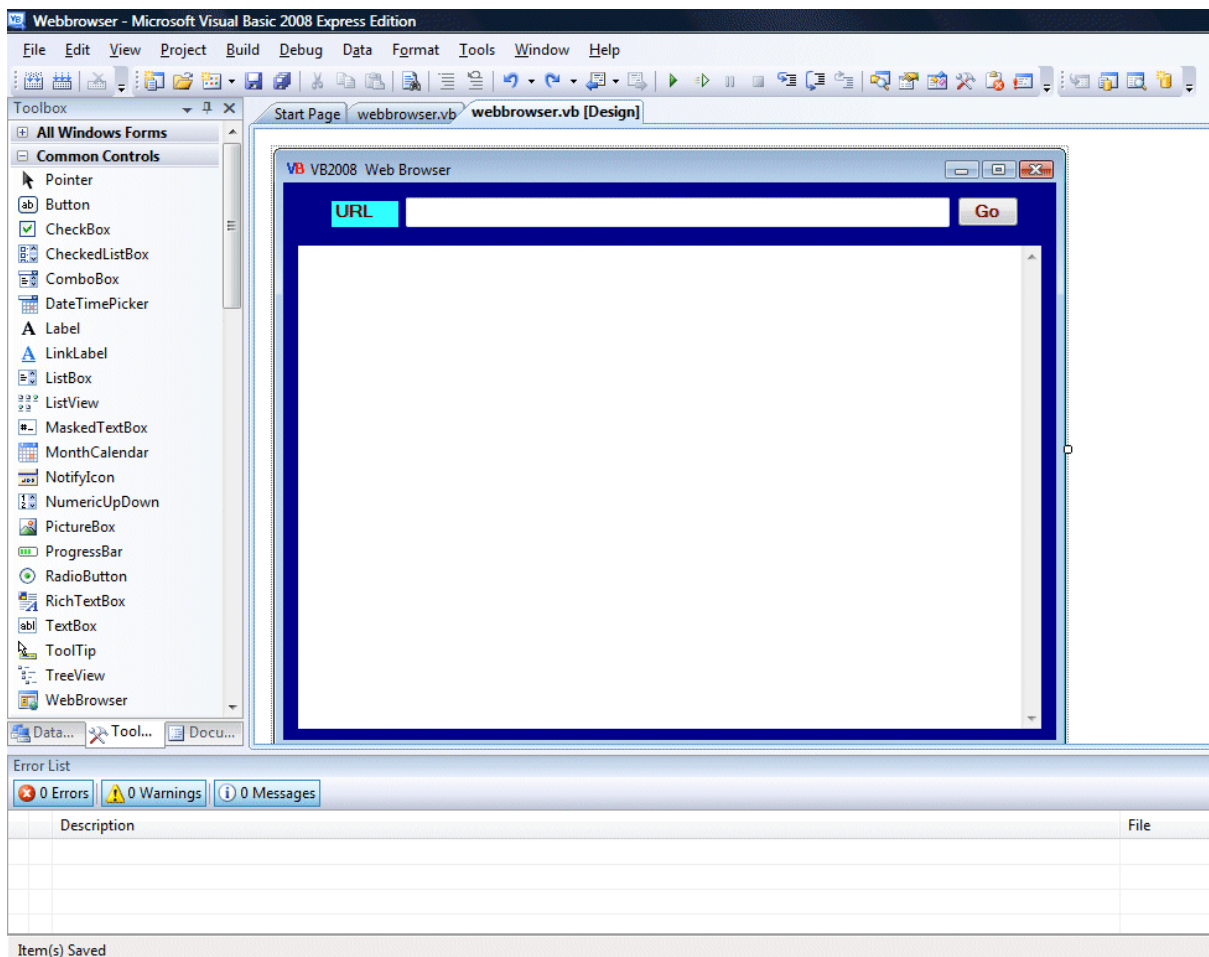 Webbrowser - Microsoft Visual Basic 2008 Express Edition
File Edit View Project Build Debug Data Format Tools Window Help
Toolbox
Start Page webbrowser.vb webbrowser.vb [Design]
All Windows Forms
Common Controls
Pointer
Button
CheckBox
CheckedListBox
ComboBox
DateTimePicker
Label
LinkLabel
ListBox
ListView
MaskedTextBox
MonthCalendar
NotifyIcon
NumericUpDown
PictureBox
ProgressBar
RadioButton
RichTextBox
TextBox
ToolTip
TreeView
WebBrowser
Data... Tool... Docu...
VB VB2008 Web Browser
URL Go
Error List
0 Errors 0 Warnings 0 Messages
Description File
Item(s) Saved